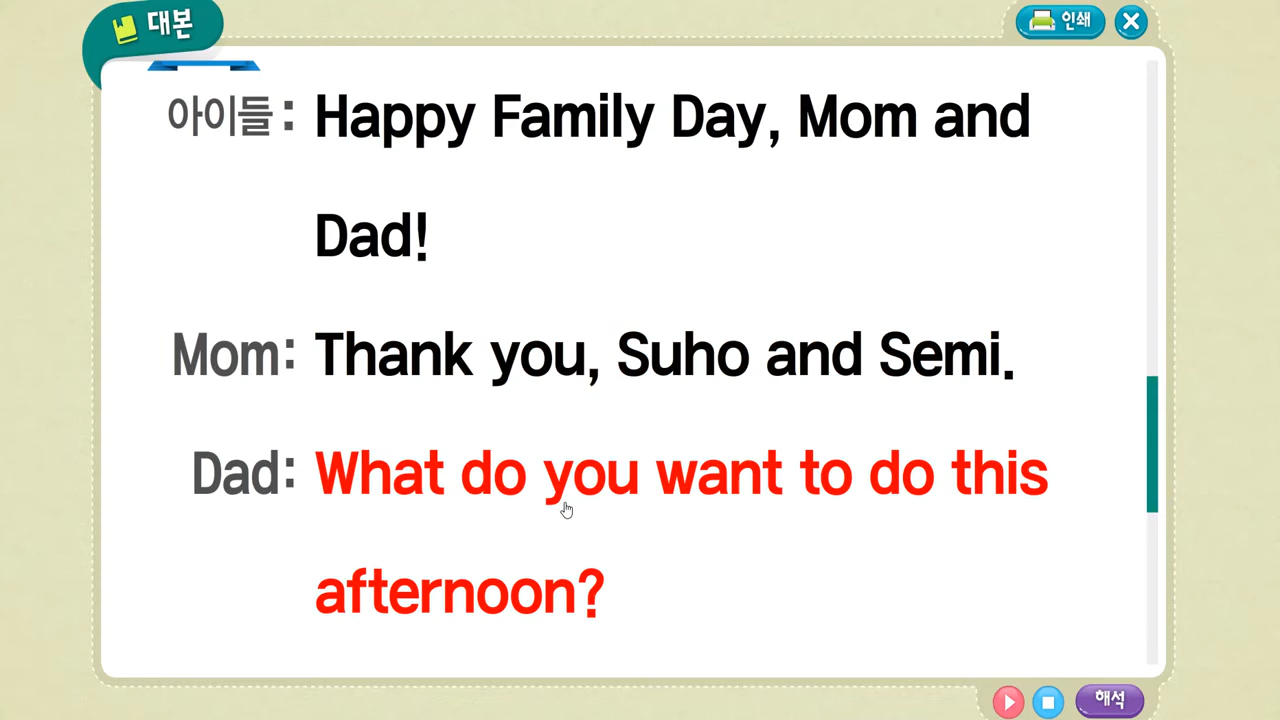 대본
인쇄
아이들: Happy Family Day, Mom and
Dad!
Mom: Thank you, Suho and Semi.
Dad: What do you want to do this
afternoon?
해석